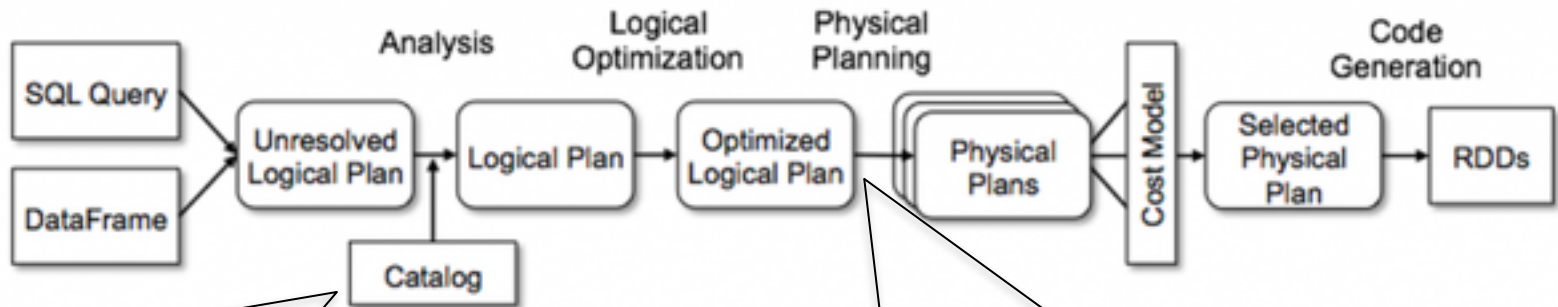 Analysis
Logical
Optimization
Physical
Planning
Code
Generation
SQL Query
DataFrame
Unresolved
Logical Plan
Catalog
Logical Plan
Optimized
Logical Plan
Physical
Plans
Cost Model
Selected
Physical
Plan
RDDs